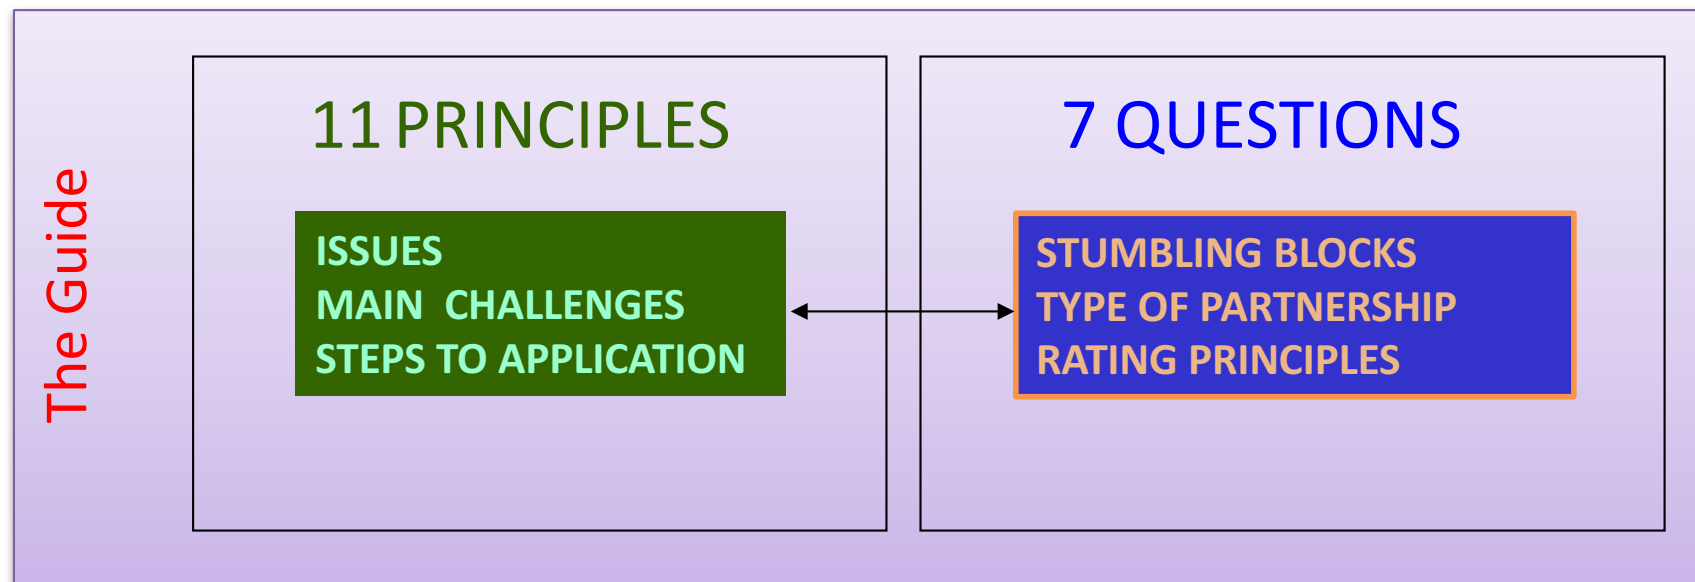 The Guide
11 PRINCIPLES
ISSUES
MAIN CHALLENGES
STEPS TO APPLICATION
7 QUESTIONS
STUMBLING BLOCKS
TYPE OF PARTNERSHIP
RATING PRINCIPLES